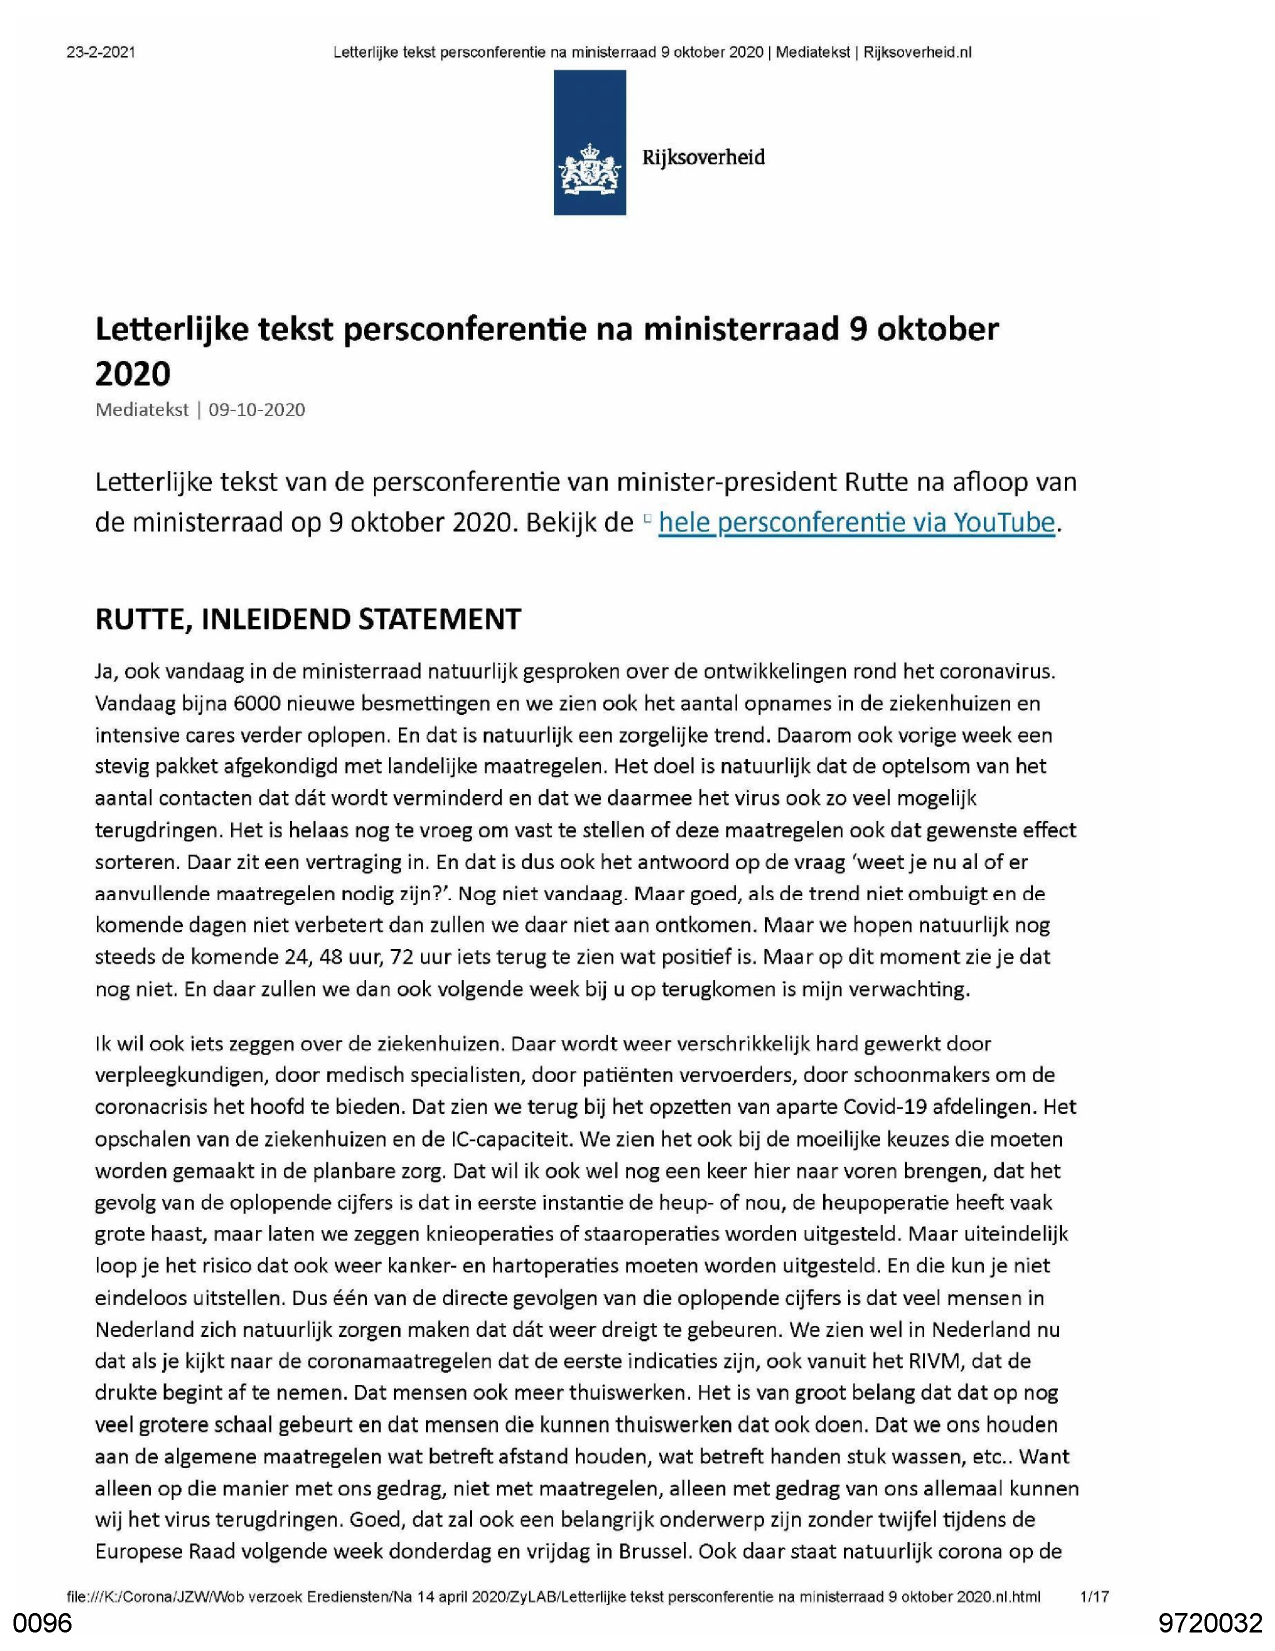 23-2-2021 Letterlijke tekst persconferentie na ministerraad 9 oktober 2020 | Mediatekst | Rijksoverheid.nl
Rijksoverheid
Letterlijke tekst persconferentie na ministerraad 9 oktober
2020
Mediatekst | 09-10-2020
Letterlijke tekst van de persconferentie van minister-president Rutte na afloop van
de ministerraad op 9 oktober 2020. Bekijk de hele persconferentie via YouTube.
RUTTE, INLEIDEND STATEMENT
Ja, ook vandaag in de ministerraad natuurlijk gesproken over de ontwikkelingen rond het coronavirus.
Vandaag bijna 6000 nieuwe besmettingen en we zien ook het aantal opnames in de ziekenhuizen en
intensive cares verder oplopen. En dat is natuurlijk een zorgelijke trend. Daarom ook vorige week een
stevig pakket afgekondigd met landelijke maatregelen. Het doel is natuurlijk dat de optelsom van het
aantal contacten dat dát wordt verminderd en dat we daarmee het virus ook zo veel mogelijk
terugdringen. Het is helaas nog te vroeg om vast te stellen of deze maatregelen ook dat gewenste effect
sorteren. Daar zit een vertraging in. En dat is dus ook het antwoord op de vraag ‘weet je nu al of er
aanvullende maatregelen nodig zijn?’. Nog niet vandaag. Maar goed, als de trend niet ombuigt en de
komende dagen niet verbetert dan zullen we daar niet aan ontkomen. Maar we hopen natuurlijk nog
steeds de komende 24, 48 uur, 72 uur iets terug te zien wat positief is. Maar op dit moment zie je dat
nog niet. En daar zullen we dan ook volgende week bij u op terugkomen is mijn verwachting.
Ik wil ook iets zeggen over de ziekenhuizen. Daar wordt weer verschrikkelijk hard gewerkt door
verpleegkundigen, door medisch specialisten, door patiënten vervoerders, door schoonmakers om de
coronacrisis het hoofd te bieden. Dat zien we terug bij het opzetten van aparte Covid-19 afdelingen. Het
opschalen van de ziekenhuizen en de IC-capaciteit. We zien het ook bij de moeilijke keuzes die moeten
worden gemaakt in de planbare zorg. Dat wil ik ook wel nog een keer hier naar voren brengen, dat het
gevolg van de oplopende cijfers is dat in eerste instantie de heup- of nou, de heupoperatie heeft vaak
grote haast, maar laten we zeggen knieoperaties of staaroperaties worden uitgesteld. Maar uiteindelijk
loop je het risico dat ook weer kanker- en hartoperaties moeten worden uitgesteld. En die kun je niet
eindeloos uitstellen. Dus één van de directe gevolgen van die oplopende cijfers is dat veel mensen in
Nederland zich natuurlijk zorgen maken dat dát weer dreigt te gebeuren. We zien wel in Nederland nu
dat als je kijkt naar de coronamaatregelen dat de eerste indicaties zijn, ook vanuit het RIVM, dat de
drukte begint af te nemen. Dat mensen ook meer thuiswerken. Het is van groot belang dat dat op nog
veel grotere schaal gebeurt en dat mensen die kunnen thuiswerken dat ook doen. Dat we ons houden
aan de algemene maatregelen wat betreft afstand houden, wat betreft handen stuk wassen, etc.. Want
alleen op die manier met ons gedrag, niet met maatregelen, alleen met gedrag van ons allemaal kunnen
wij het virus terugdringen. Goed, dat zal ook een belangrijk onderwerp zijn zonder twijfel tijdens de
Europese Raad volgende week donderdag en vrijdag in Brussel. Ook daar staat natuurlijk corona op de
file:///K:/Corona/JZW/Wob verzoek Erediensten/Na 14 april 2020/ZyLAB/Letterlijke tekst persconferentie na ministerraad 9 oktober 2020.nl.html 1/17
0096 9720032